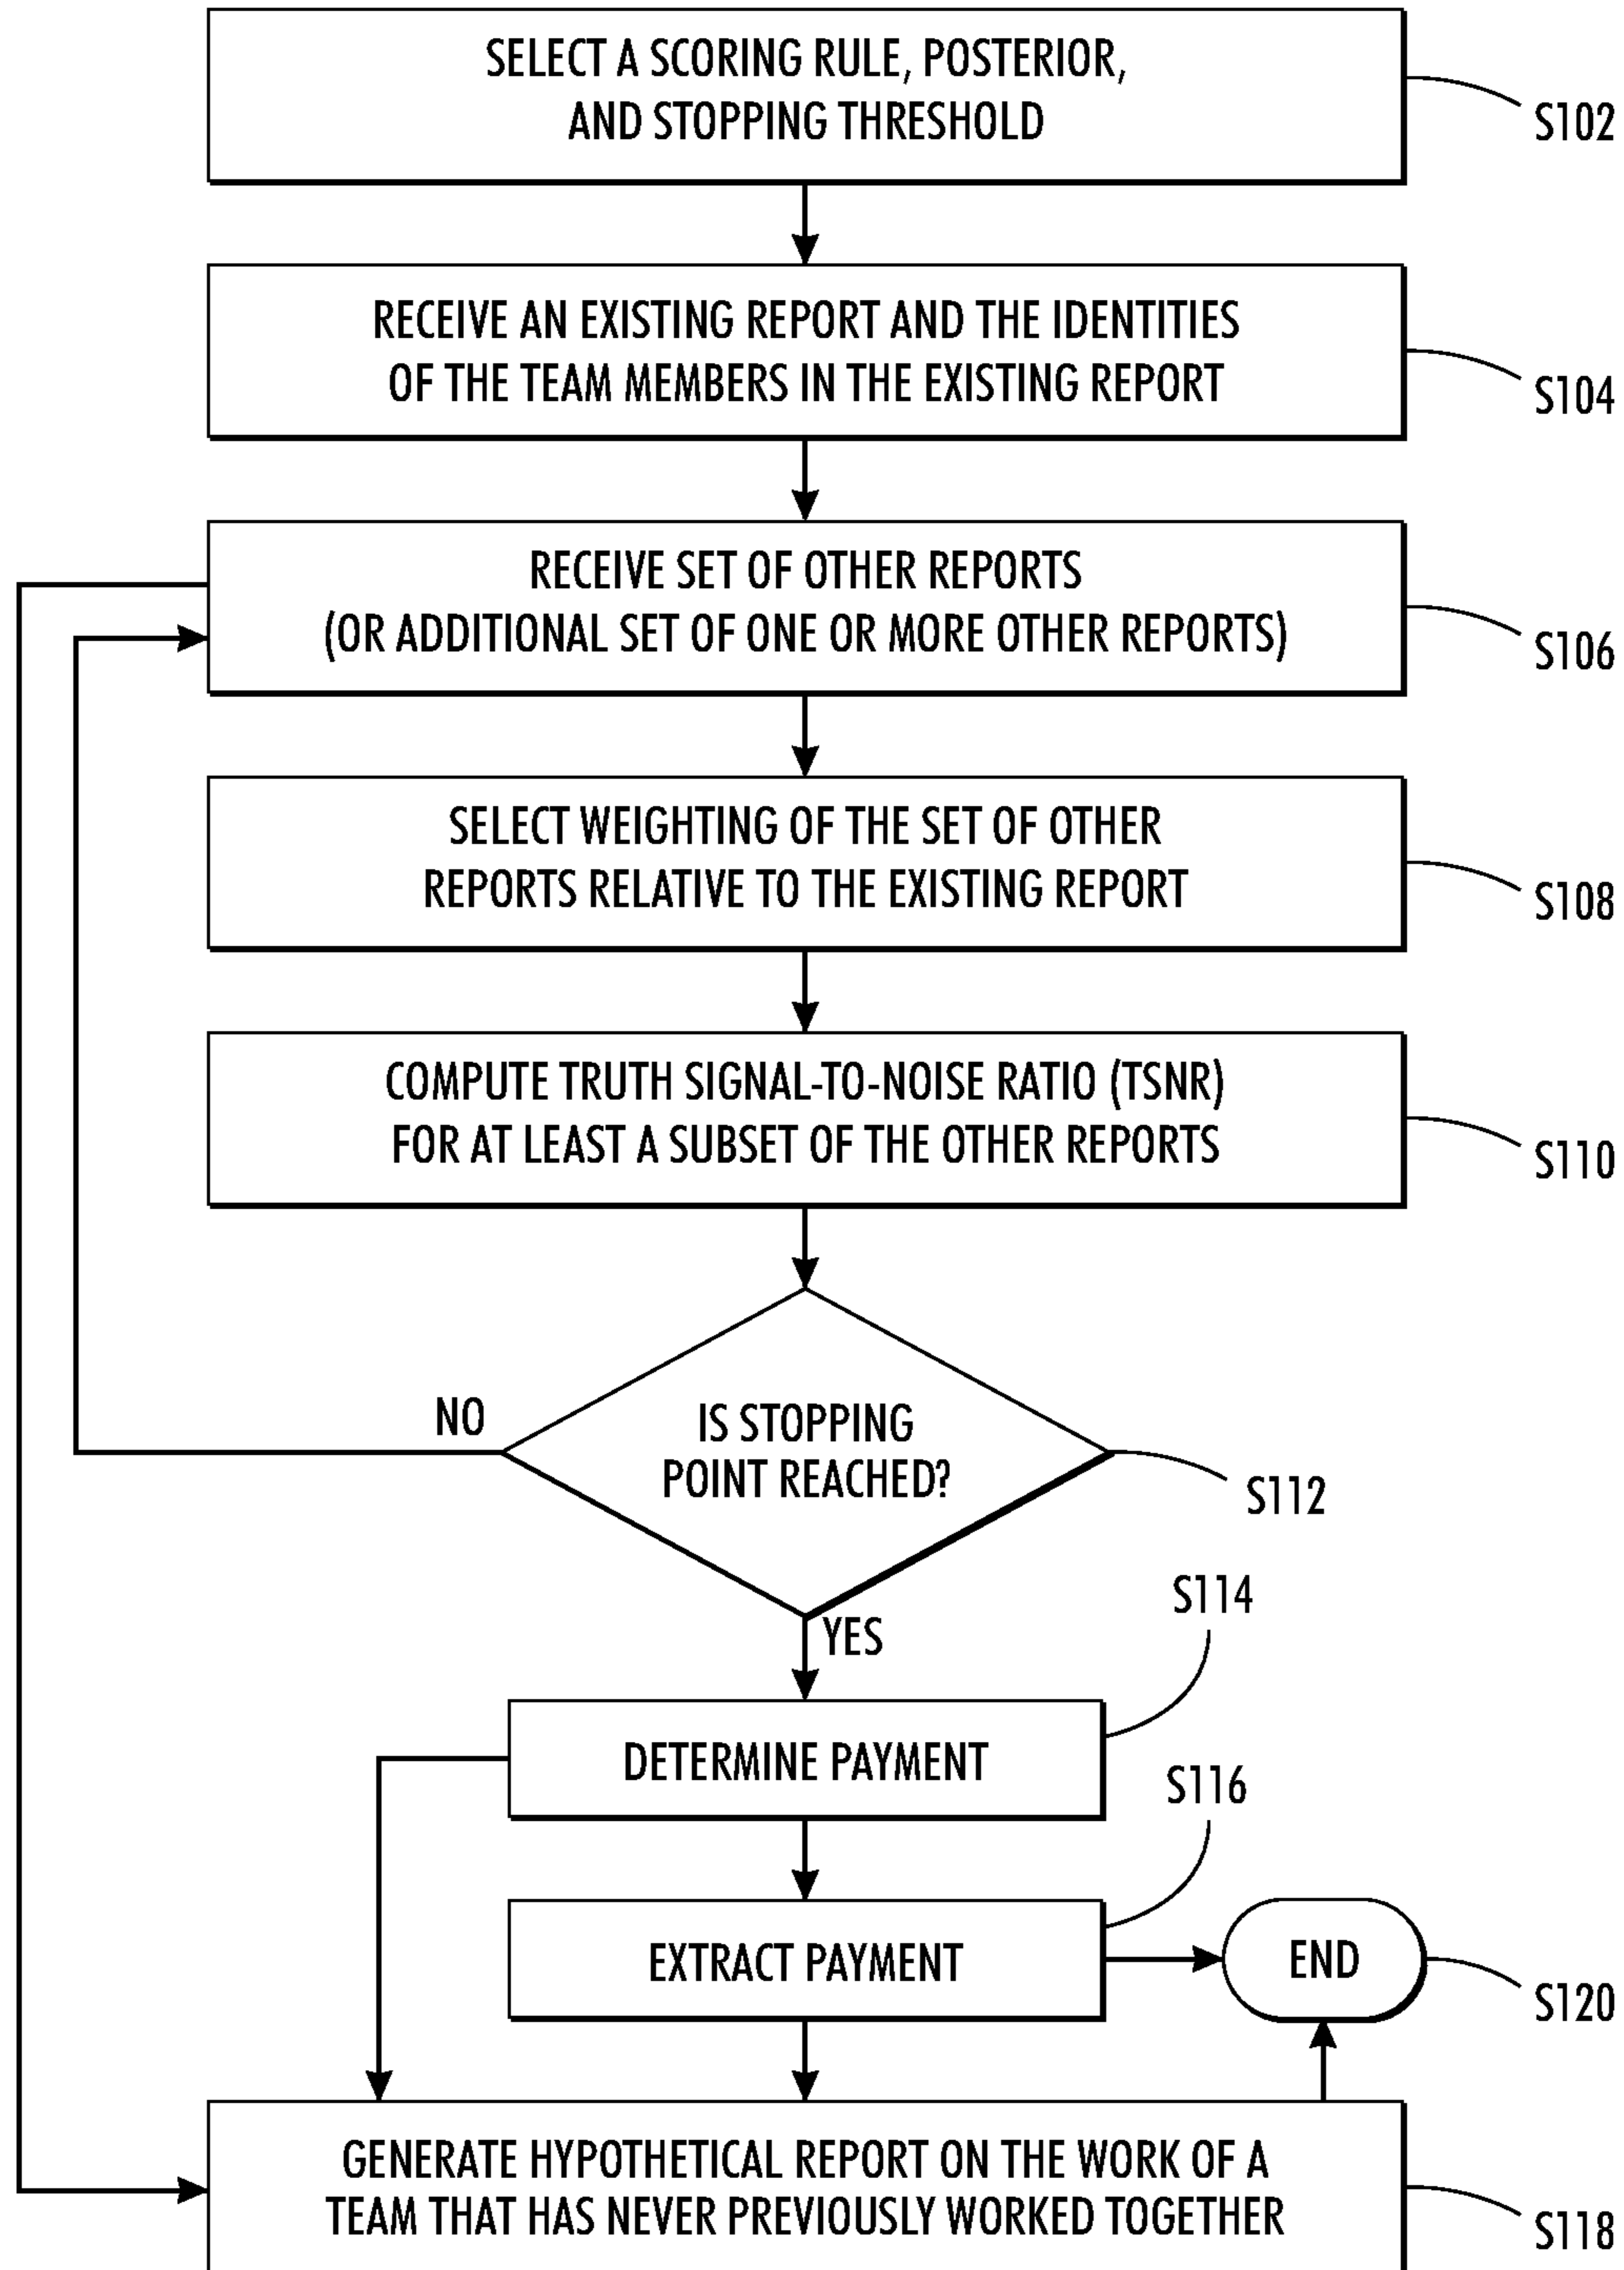 SELECT A SCORING RULE, POSTERIOR,
AND STOPPING THRESHOLD
S102
RECEIVE AN EXISTING REPORT AND THE IDENTITIES
OF THE TEAM MEMBERS IN THE EXISTING REPORT
S104
RECEIVE SET OF OTHER REPORTS
(OR ADDITIONAL SET OF ONE OR MORE OTHER REPORTS)
S106
SELECT WEIGHTING OF THE SET OF OTHER
REPORTS RELATIVE TO THE EXISTING REPORT
S108
COMPUTE TRUTH SIGNAL-TO-NOISE RATIO (TSNR)
FOR AT LEAST A SUBSET OF THE OTHER REPORTS
S110
NO
IS STOPPING
POINT REACHED?
S112
YES
S114
DETERMINE PAYMENT
S116
EXTRACT PAYMENT
END
S120
GENERATE HYPOTHETICAL REPORT ON THE WORK OF A
TEAM THAT HAS NEVER PREVIOUSLY WORKED TOGETHER
S118